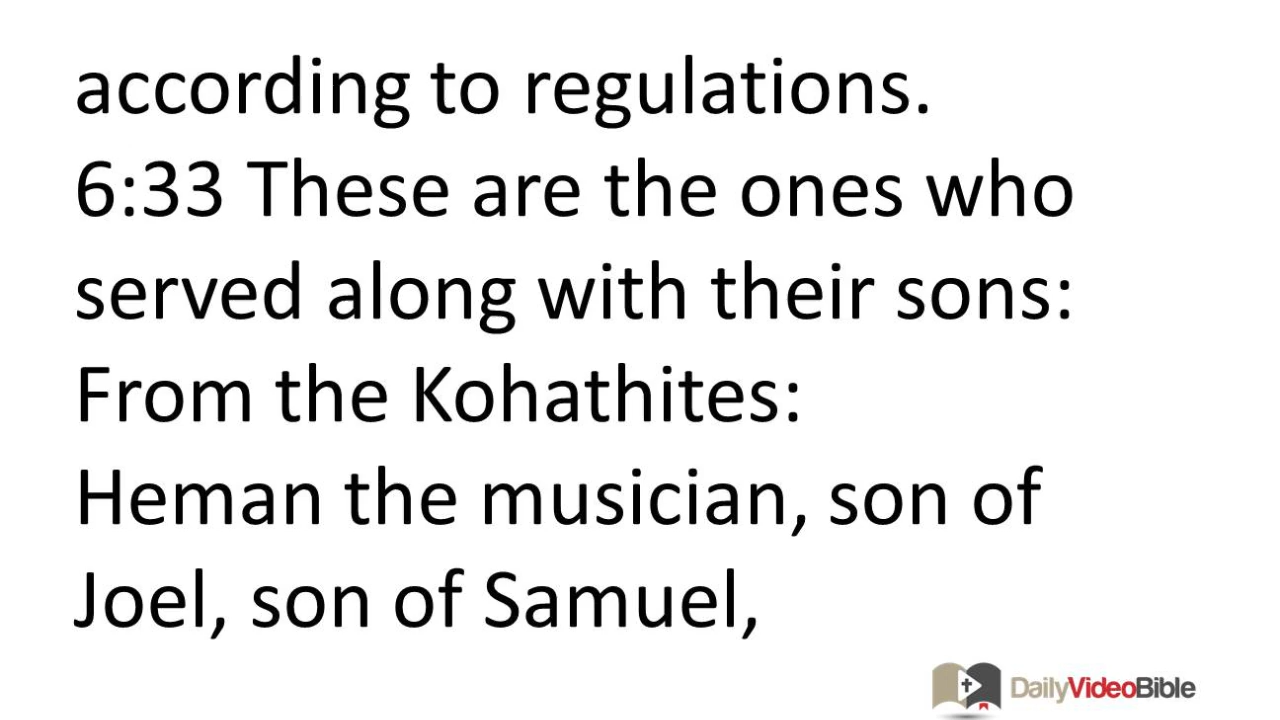 according to regulations.
6:33 These are the ones who
served along with their sons:
From the Kohathites:
Heman the musician, son of
Joel, son of Samuel,
DailyVideoBible